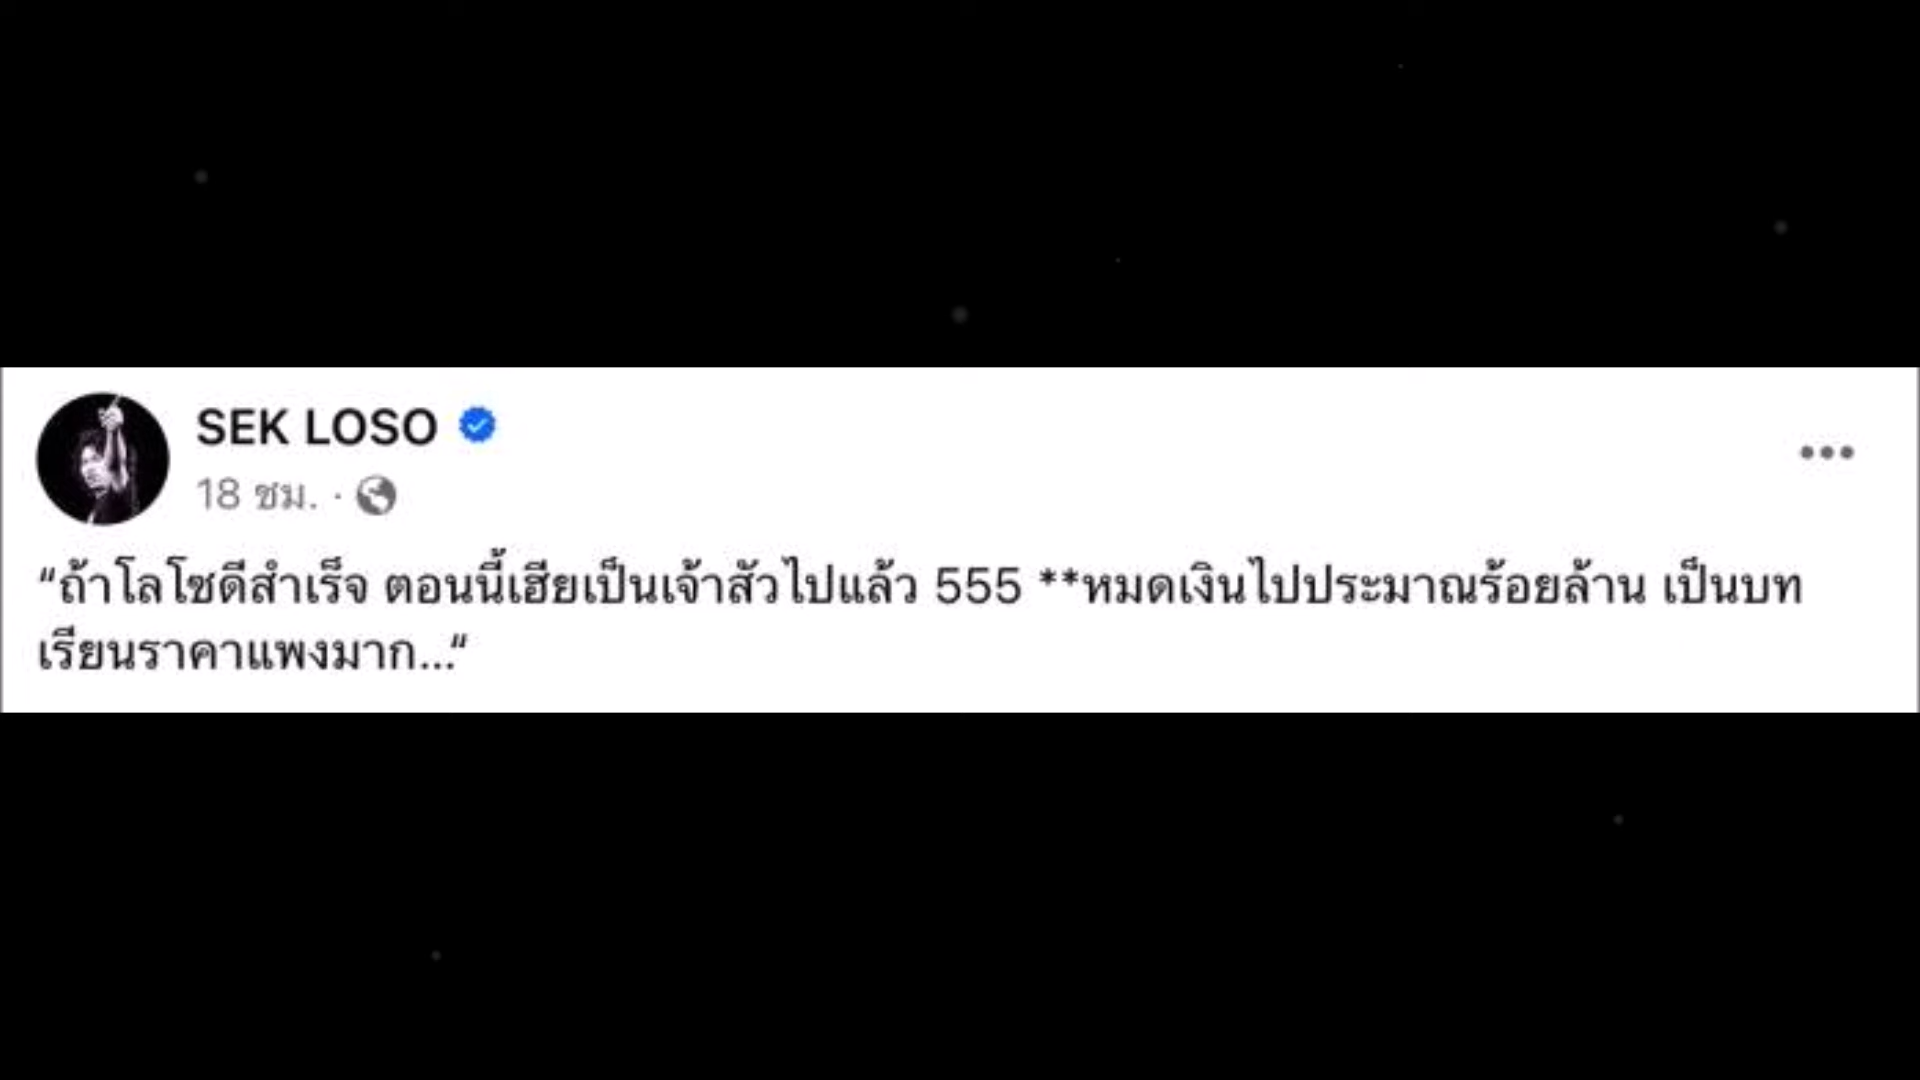 SEK LOSO
18 ชม. ·
“ถ้าโลโซดีสำเร็จ ตอนนี้เฮียเป็นเจ้าสัวไปแล้ว 555 **หมดเงินไปประมาณร้อยล้าน เป็นบท
เรียนราคาแพงมาก...“